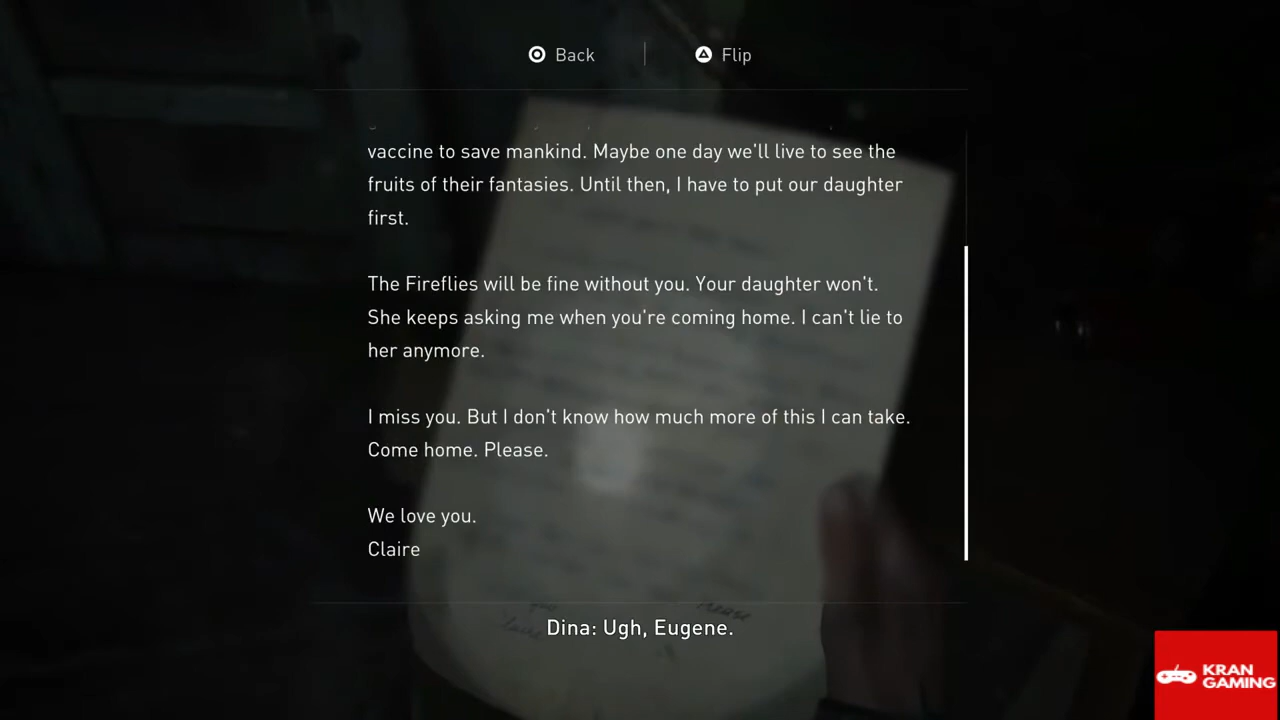 Back
Flip
vaccine to save mankind. Maybe one day we'll live to see the
fruits of their fantasies. Until then, I have to put our daughter
first.
The Fireflies will be fine without you. Your daughter won't.
She keeps asking me when you're coming home. I can't lie to
her anymore.
I miss you. But I don't know how much more of this I can take.
Come home. Please.
We love you.
Claire
Dina: Ugh, Eugene.
KRAN
GAMING